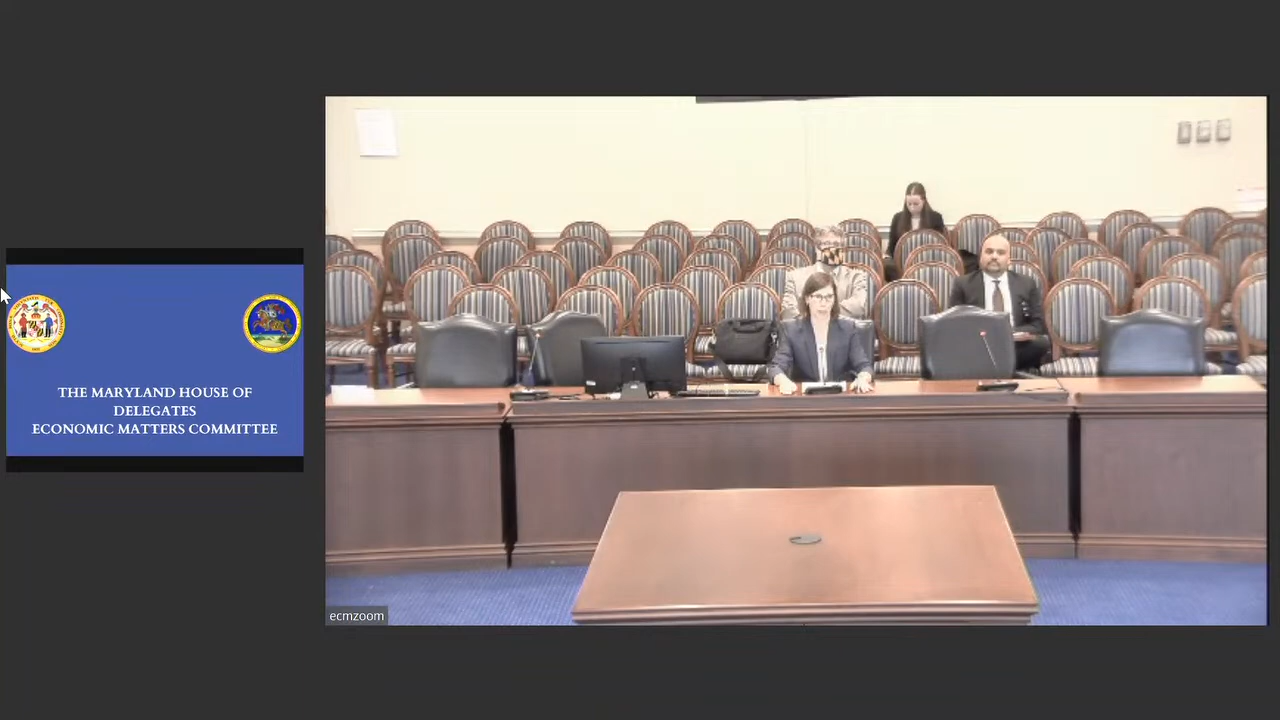 THE MARYLAND HOUSE OF
DELEGATES
ECONOMIC MATTERS COMMITTEE
ecmzoom